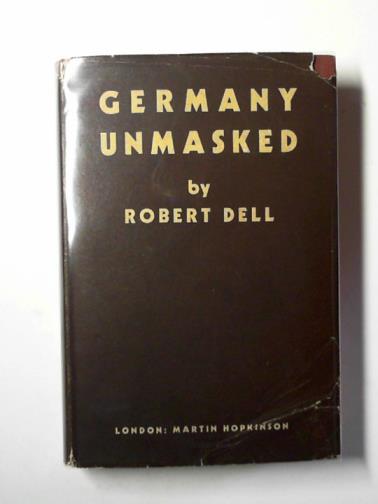 GERMANY
UNMASKED
by
ROBERT DELL
LONDON: MARTIN HOPKINSON